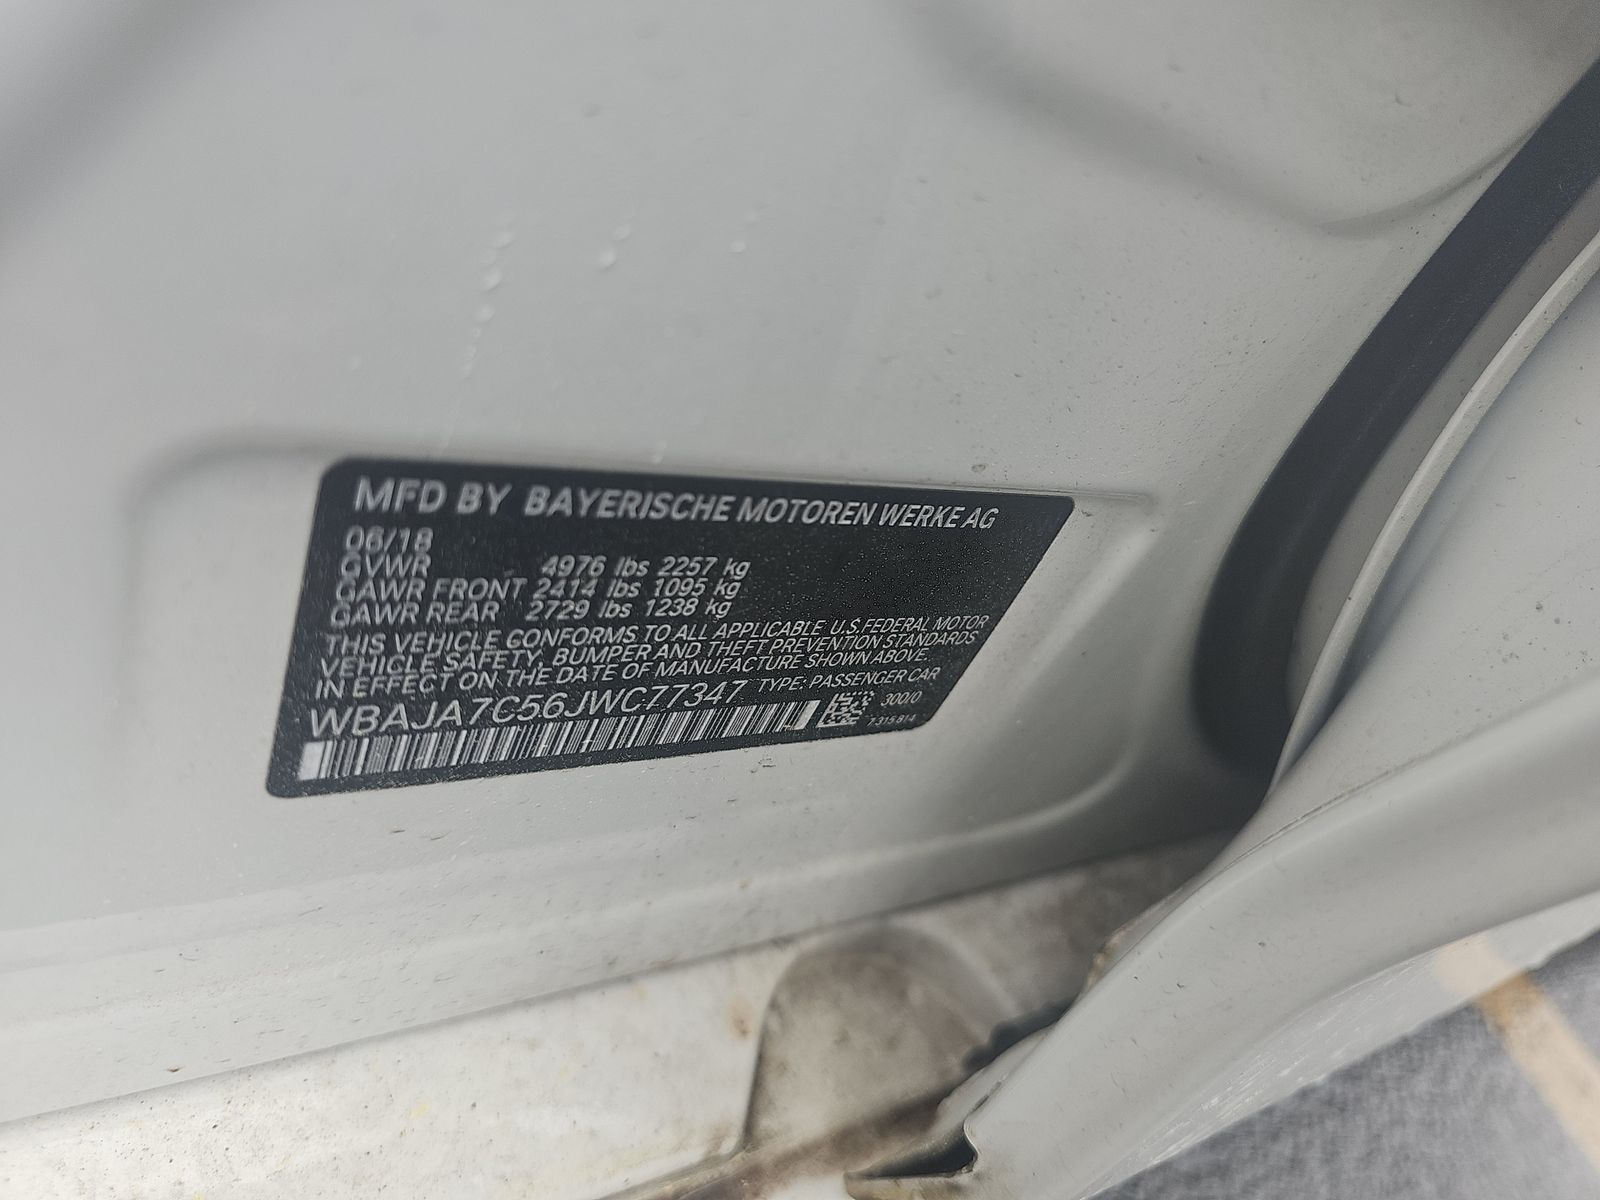 MFD BY BAYERISCHE MOTOREN WERKE AG
06/18
GVWR 4976 lbs 2257 kg
GAWR FRONT 2414 lbs 1095 kg
GAWR REAR 2729 lbs 1238 kg
THIS VEHICLE CONFORMS TO ALL APPLICABLE U.S. FEDERAL MOTOR
VEHICLE SAFETY, BUMPER AND THEFT PREVENTION STANDARDS
IN EFFECT ON THE DATE OF MANUFACTURE SHOWN ABOVE.
WBAJA7C56JWC77347 TYPE: PASSENGER CAR
300/0
7315814